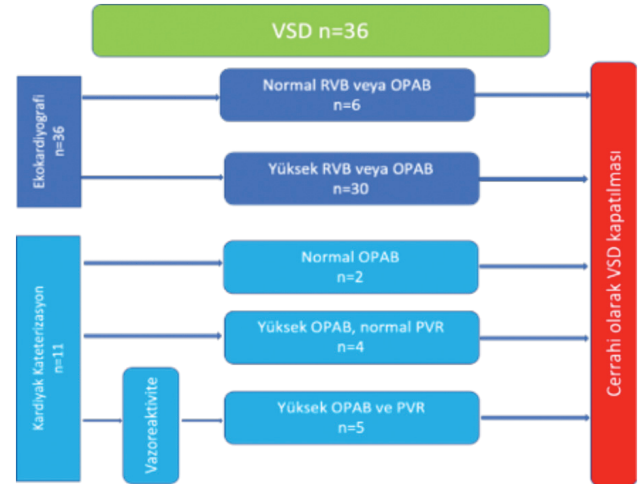 VSD n=36
Ekokardiyografi
n=36
Normal RVB veya OPAB
n=6
Yüksek RVB veya OPAB
n=30
Kardiyak Kateterizasyon
n=11
Normal OPAB
n=2
Yüksek OPAB, normal PVR
n=4
Vazoreaktivite
Yüksek OPAB ve PVR
n=5
Cerrahi olarak VSD kapatılması